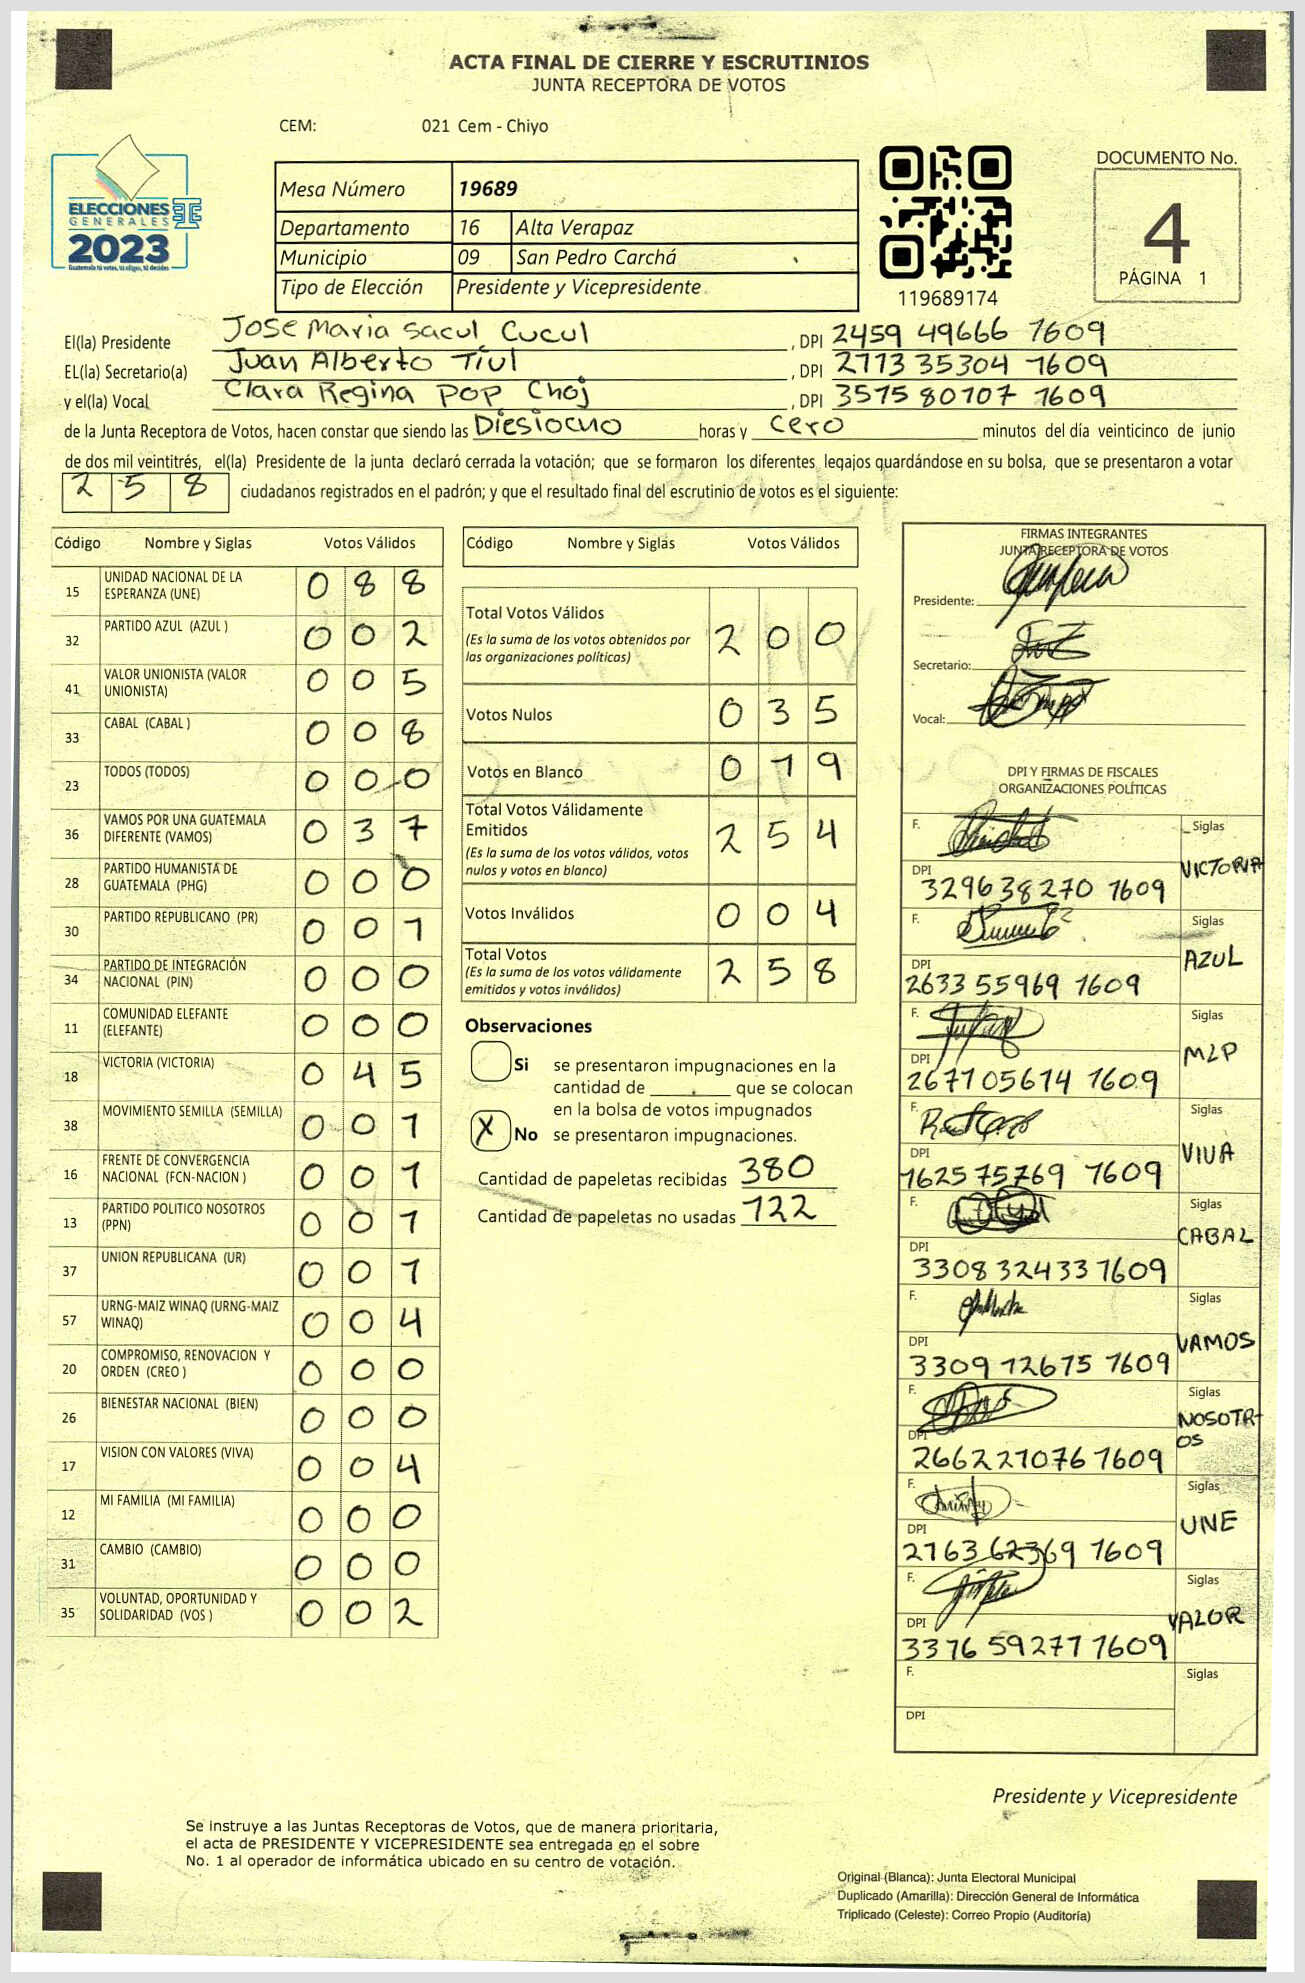 ACTA FINAL DE CIERRE Y ESCRUTINIOS
JUNTA RECEPTORA DE VOTOS
CEM: 021 Cem - Chiyo
ELECCIONES
GENERALES
2023
Guatemala tú votas, tú eliges, tú decides
Mesa Número 19689
Departamento 16 Alta Verapaz
Municipio 09 San Pedro Carchá
Tipo de Elección Presidente y Vicepresidente
119689174
DOCUMENTO No.
4
PÁGINA 1
El(la) Presidente Jose Maria Sacul Cucul, DPI 2459 49666 1609
EL(la) Secretario(a) Juan Alberto Tiul, DPI 2773 35304 1609
y el(la) Vocal Clara Regina Pop Choj, DPI 3575 80707 1609
de la Junta Receptora de Votos, hacen constar que siendo las Diesiocho horas y Cero minutos del día veinticinco de junio
de dos mil veintitrés, el(la) Presidente de la junta declaró cerrada la votación; que se formaron los diferentes legajos guardándose en su bolsa, que se presentaron a votar
2 5 8 ciudadanos registrados en el padrón; y que el resultado final del escrutinio de votos es el siguiente:
Código Nombre y Siglas Votos Válidos
15 UNIDAD NACIONAL DE LA ESPERANZA (UNE) 0 8 8
32 PARTIDO AZUL (AZUL ) 0 0 2
41 VALOR UNIONISTA (VALOR UNIONISTA) 0 0 5
33 CABAL (CABAL ) 0 0 8
23 TODOS (TODOS) 0 0 0
36 VAMOS POR UNA GUATEMALA DIFERENTE (VAMOS) 0 3 7
28 PARTIDO HUMANISTA DE GUATEMALA (PHG) 0 0 0
30 PARTIDO REPUBLICANO (PR) 0 0 1
34 PARTIDO DE INTEGRACIÓN NACIONAL (PIN) 0 0 0
11 COMUNIDAD ELEFANTE (ELEFANTE) 0 0 0
18 VICTORIA (VICTORIA) 0 4 5
38 MOVIMIENTO SEMILLA (SEMILLA) 0 0 1
16 FRENTE DE CONVERGENCIA NACIONAL (FCN-NACION ) 0 0 1
13 PARTIDO POLITICO NOSOTROS (PPN) 0 0 1
37 UNION REPUBLICANA (UR) 0 0 1
57 URNG-MAIZ WINAQ (URNG-MAIZ WINAQ) 0 0 4
20 COMPROMISO, RENOVACION Y ORDEN (CREO ) 0 0 0
26 BIENESTAR NACIONAL (BIEN) 0 0 0
17 VISION CON VALORES (VIVA) 0 0 4
12 MI FAMILIA (MI FAMILIA) 0 0 0
31 CAMBIO (CAMBIO) 0 0 0
35 VOLUNTAD, OPORTUNIDAD Y SOLIDARIDAD (VOS ) 0 0 2
Código Nombre y Siglas Votos Válidos
Total Votos Válidos 2 0 0
(Es la suma de los votos obtenidos por
las organizaciones políticas)
Votos Nulos 0 3 5
Votos en Blanco 0 1 9
Total Votos Válidamente
Emitidos 2 5 4
(Es la suma de los votos válidos, votos
nulos y votos en blanco)
Votos Inválidos 0 0 4
Total Votos 2 5 8
(Es la suma de los votos válidamente
emitidos y votos inválidos)
Observaciones
Si se presentaron impugnaciones en la
cantidad de ________ que se colocan
en la bolsa de votos impugnados
X No se presentaron impugnaciones.
Cantidad de papeletas recibidas 380
Cantidad de papeletas no usadas 122
FIRMAS INTEGRANTES
JUNTA RECEPTORA DE VOTOS
Presidente:
Secretario:
Vocal:
DPI Y FIRMAS DE FISCALES
ORGANIZACIONES POLÍTICAS
F. Siglas VICTORIA
DPI 3296 38270 1609
F. Siglas AZUL
DPI 2633 55969 1609
F. Siglas MLP
DPI 2677 05674 1609
F. Siglas VIVA
DPI 1625 75769 1609
F. Siglas CABAL
DPI 3308 32433 1609
F. Siglas VAMOS
DPI 3309 12675 1609
F. Siglas NOSOTR-
OS
DPI 2662 21076 1609
F. Siglas UNE
DPI 2763 62369 1609
F. Siglas VALOR
DPI 3376 59277 1609
F. Siglas
DPI
Presidente y Vicepresidente
Se instruye a las Juntas Receptoras de Votos, que de manera prioritaria,
el acta de PRESIDENTE Y VICEPRESIDENTE sea entregada en el sobre
No. 1 al operador de informática ubicado en su centro de votación.
Original (Blanca): Junta Electoral Municipal
Duplicado (Amarilla): Dirección General de Informática
Triplicado (Celeste): Correo Propio (Auditoría)